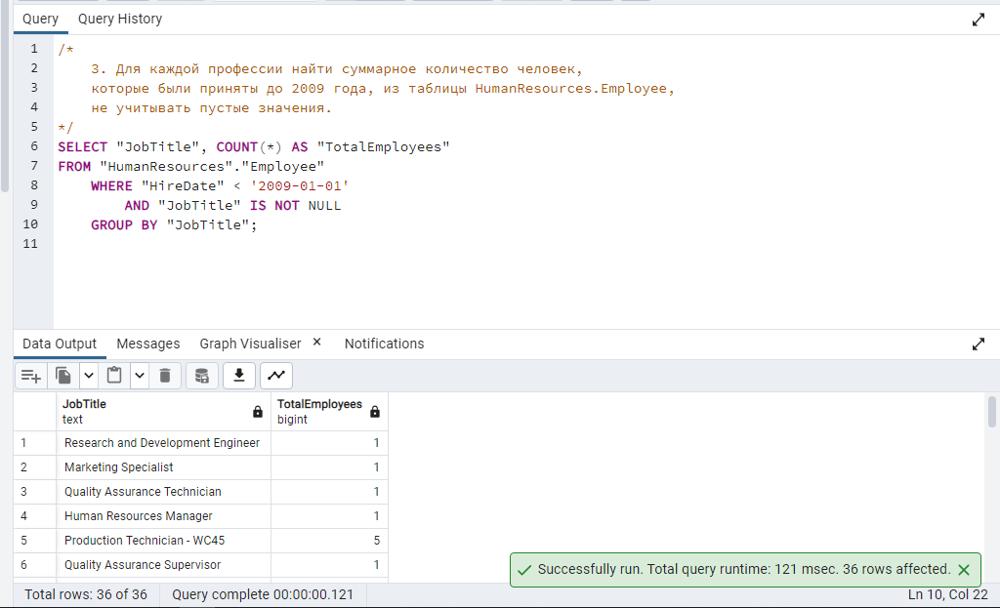 Query Query History
1 /*
2 3. Для каждой профессии найти суммарное количество человек,
3 которые были приняты до 2009 года, из таблицы HumanResources.Employee,
4 не учитывать пустые значения.
5 */
6 SELECT "JobTitle", COUNT(*) AS "TotalEmployees"
7 FROM "HumanResources"."Employee"
8 WHERE "HireDate" < '2009-01-01'
9 AND "JobTitle" IS NOT NULL
10 GROUP BY "JobTitle";
11
Data Output Messages Graph Visualiser × Notifications
JobTitle TotalEmployees
text bigint
1 Research and Development Engineer 1
2 Marketing Specialist 1
3 Quality Assurance Technician 1
4 Human Resources Manager 1
5 Production Technician - WC45 5
6 Quality Assurance Supervisor 1
Successfully run. Total query runtime: 121 msec. 36 rows affected.
Total rows: 36 of 36 Query complete 00:00:00.121 Ln 10, Col 22